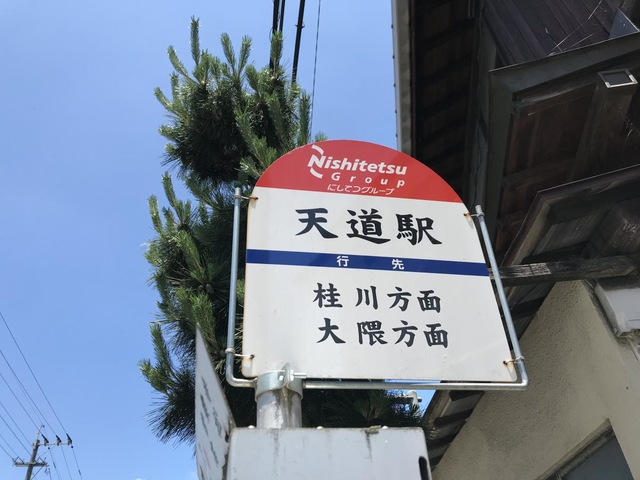 Nishitetsu
Group
にしてつグループ
天道駅
行先
桂川方面
大隈方面